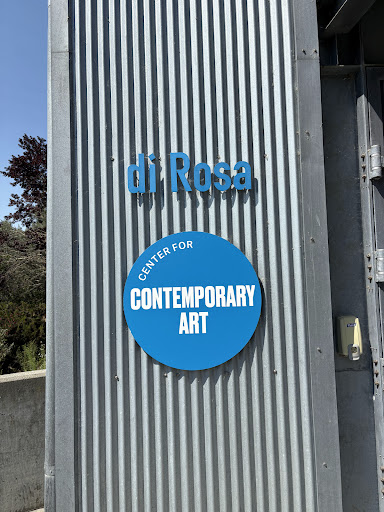 di Rosa
CENTER FOR
CONTEMPORARY
ART